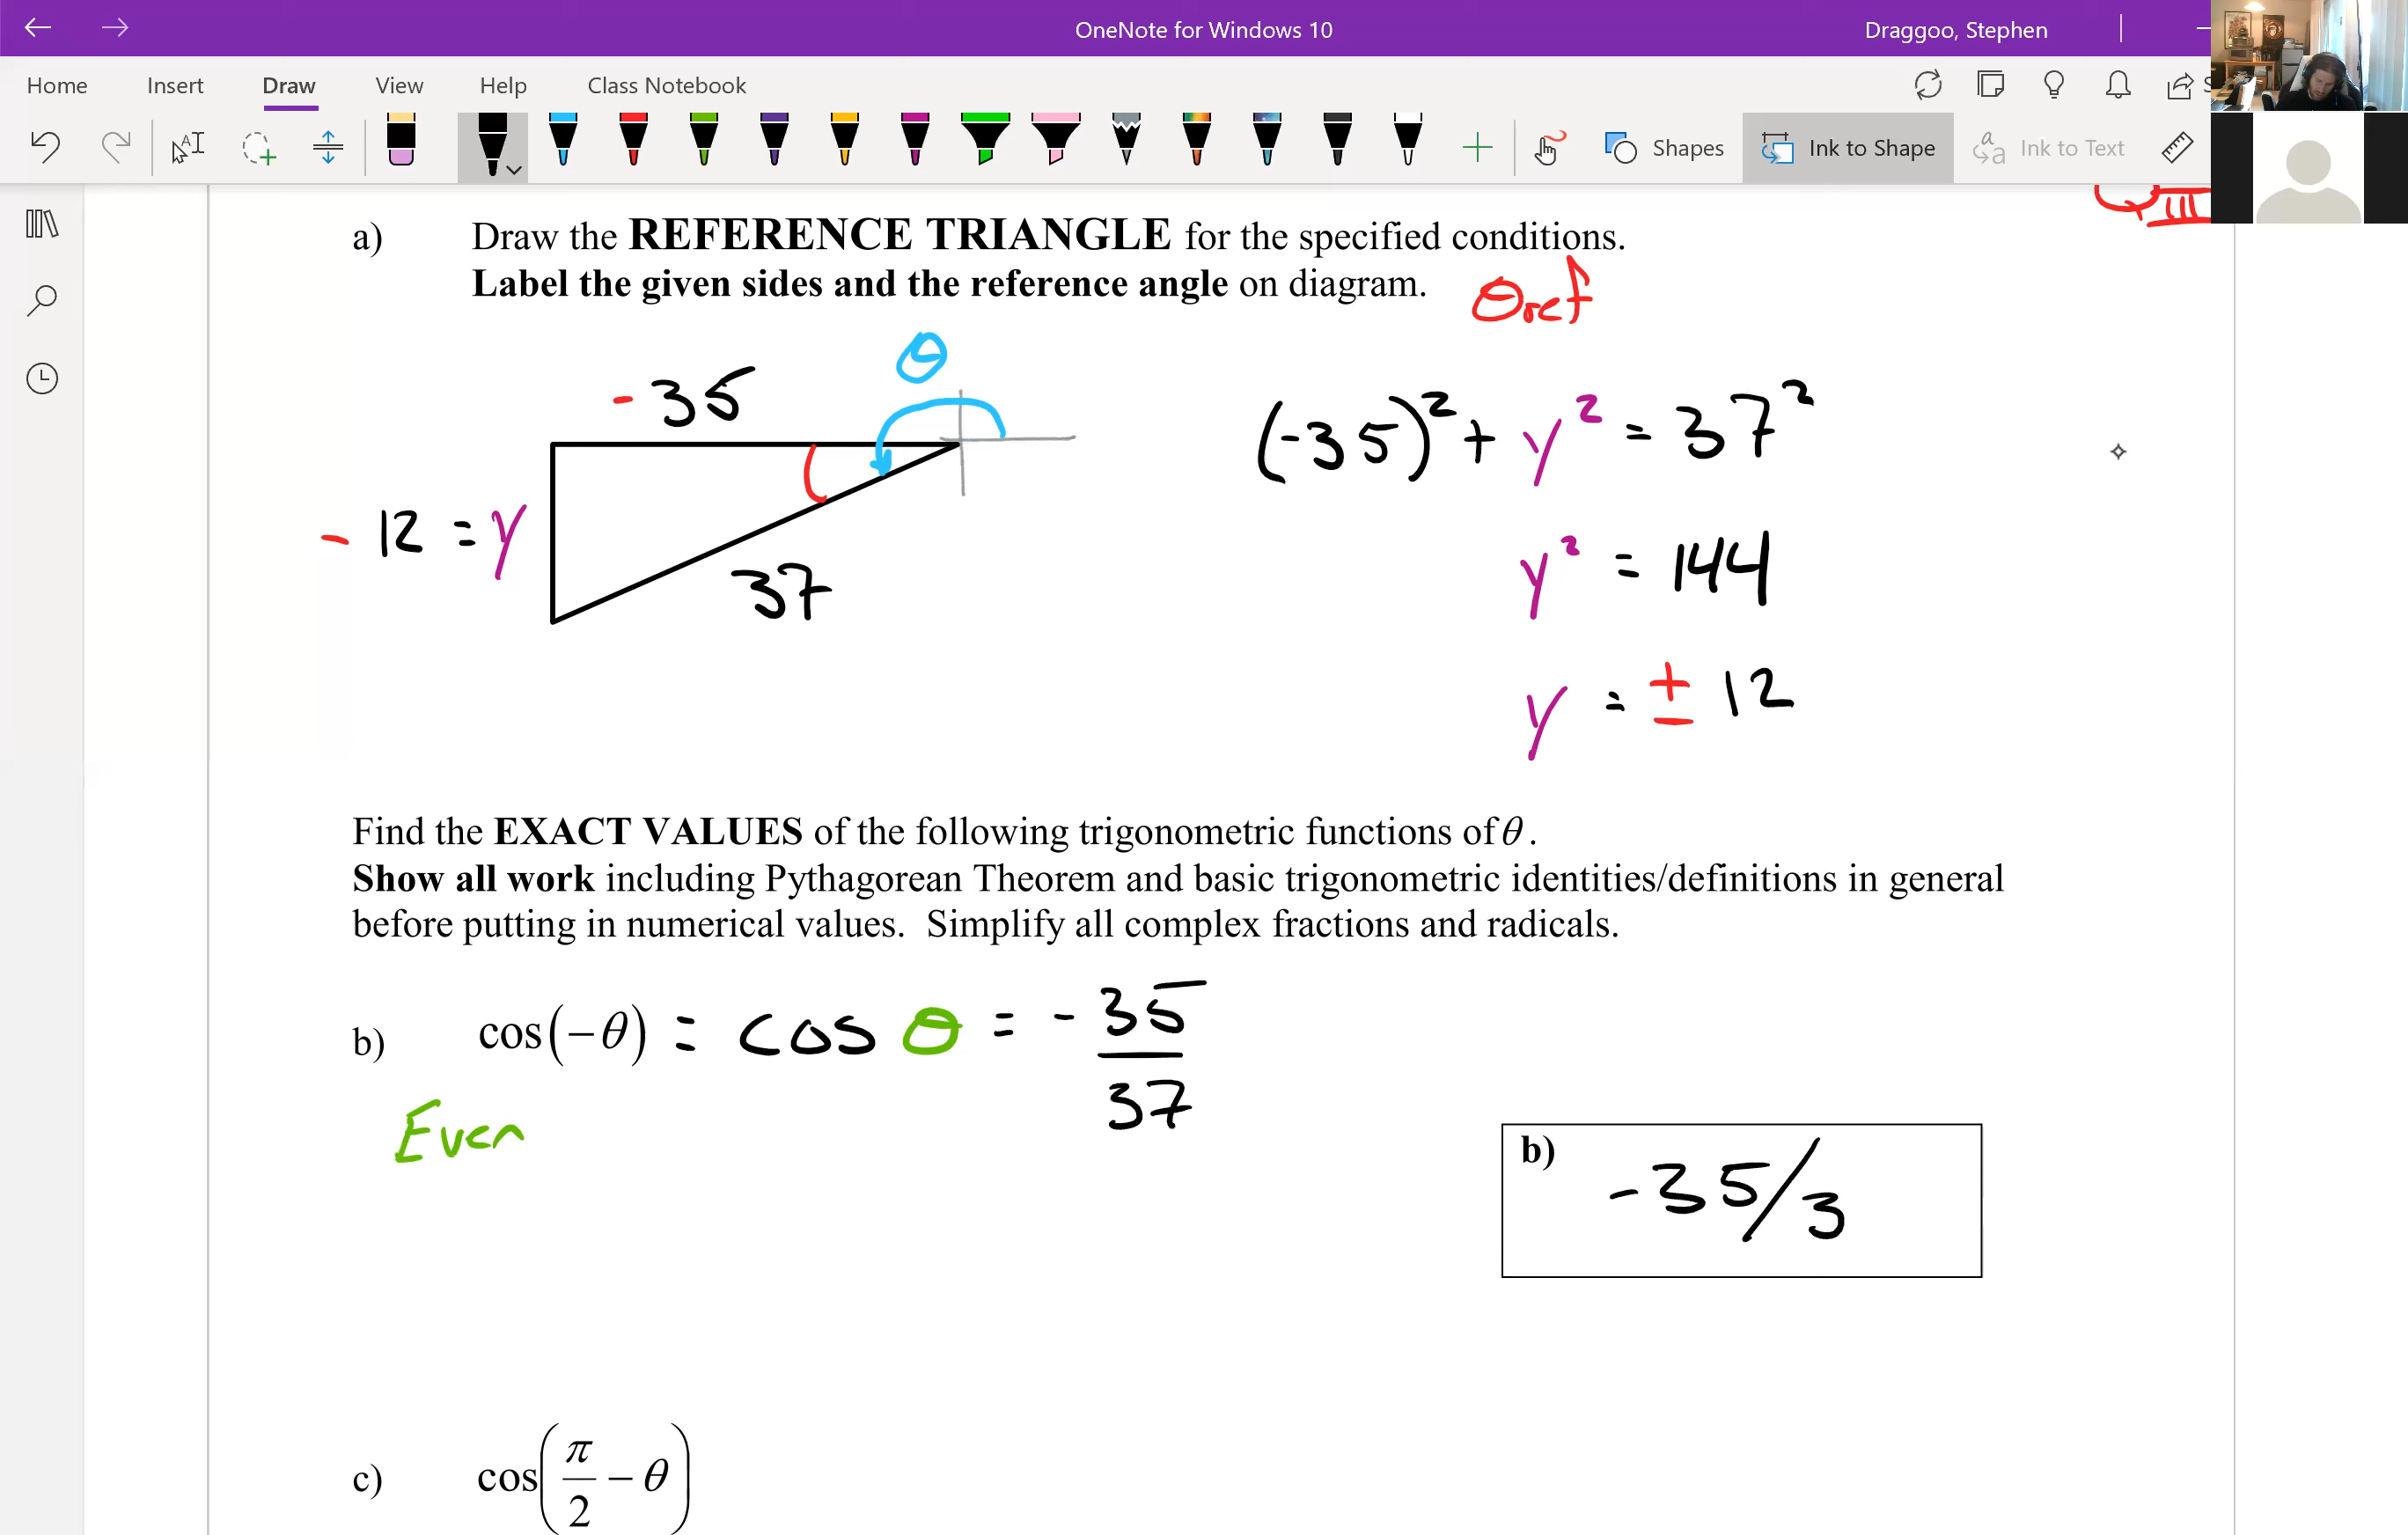 OneNote for Windows 10
Draggoo, Stephen
Home Insert Draw View Help Class Notebook
Shapes Ink to Shape Ink to Text
a) Draw the REFERENCE TRIANGLE for the specified conditions.
Label the given sides and the reference angle on diagram. θref
θ
-35
(-35)² + y² = 37²
-12 = y
37
y² = 144
y = ± 12
Find the EXACT VALUES of the following trigonometric functions of θ.
Show all work including Pythagorean Theorem and basic trigonometric identities/definitions in general
before putting in numerical values. Simplify all complex fractions and radicals.
b) cos(−θ) = cos θ = -35/37
Even
b) -35/3
c) cos(π/2 − θ)